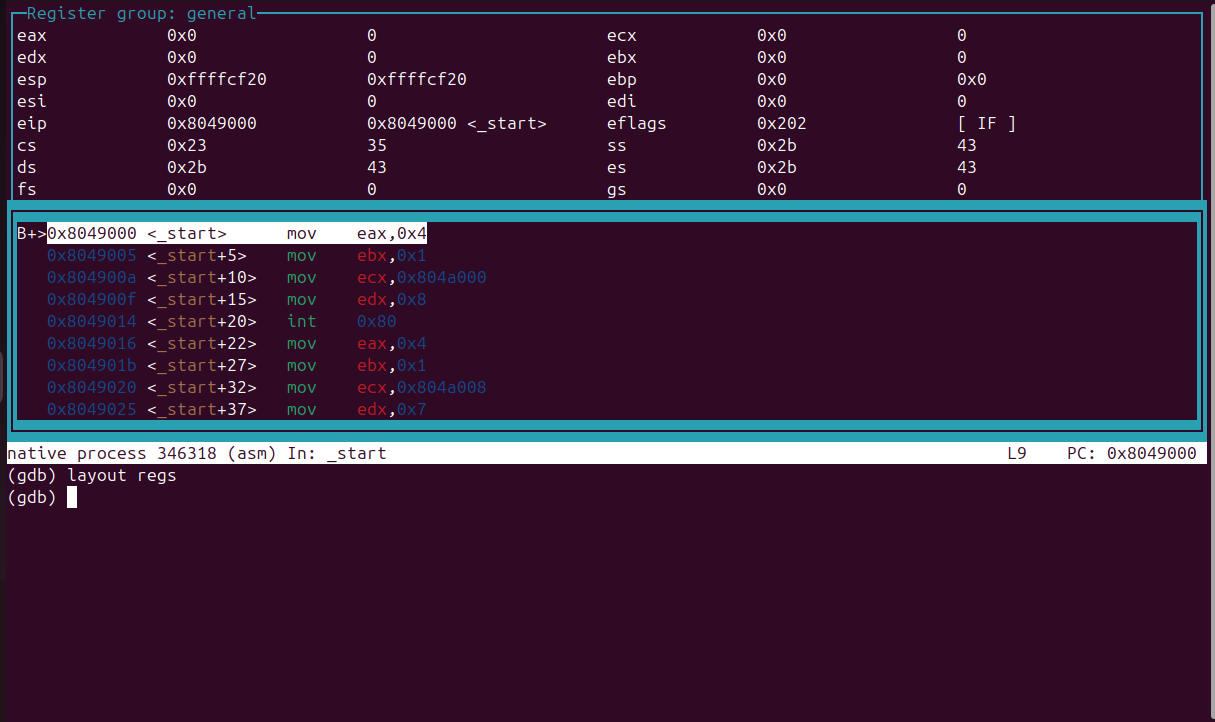 Register group: general
eax 0x0 0 ecx 0x0 0
edx 0x0 0 ebx 0x0 0
esp 0xffffcf20 0xffffcf20 ebp 0x0 0x0
esi 0x0 0 edi 0x0 0
eip 0x8049000 0x8049000 <_start> eflags 0x202 [ IF ]
cs 0x23 35 ss 0x2b 43
ds 0x2b 43 es 0x2b 43
fs 0x0 0 gs 0x0 0
B+>0x8049000 <_start> mov eax,0x4
0x8049005 <_start+5> mov ebx,0x1
0x804900a <_start+10> mov ecx,0x804a000
0x804900f <_start+15> mov edx,0x8
0x8049014 <_start+20> int 0x80
0x8049016 <_start+22> mov eax,0x4
0x804901b <_start+27> mov ebx,0x1
0x8049020 <_start+32> mov ecx,0x804a008
0x8049025 <_start+37> mov edx,0x7
native process 346318 (asm) In: _start L9 PC: 0x8049000
(gdb) layout regs
(gdb)